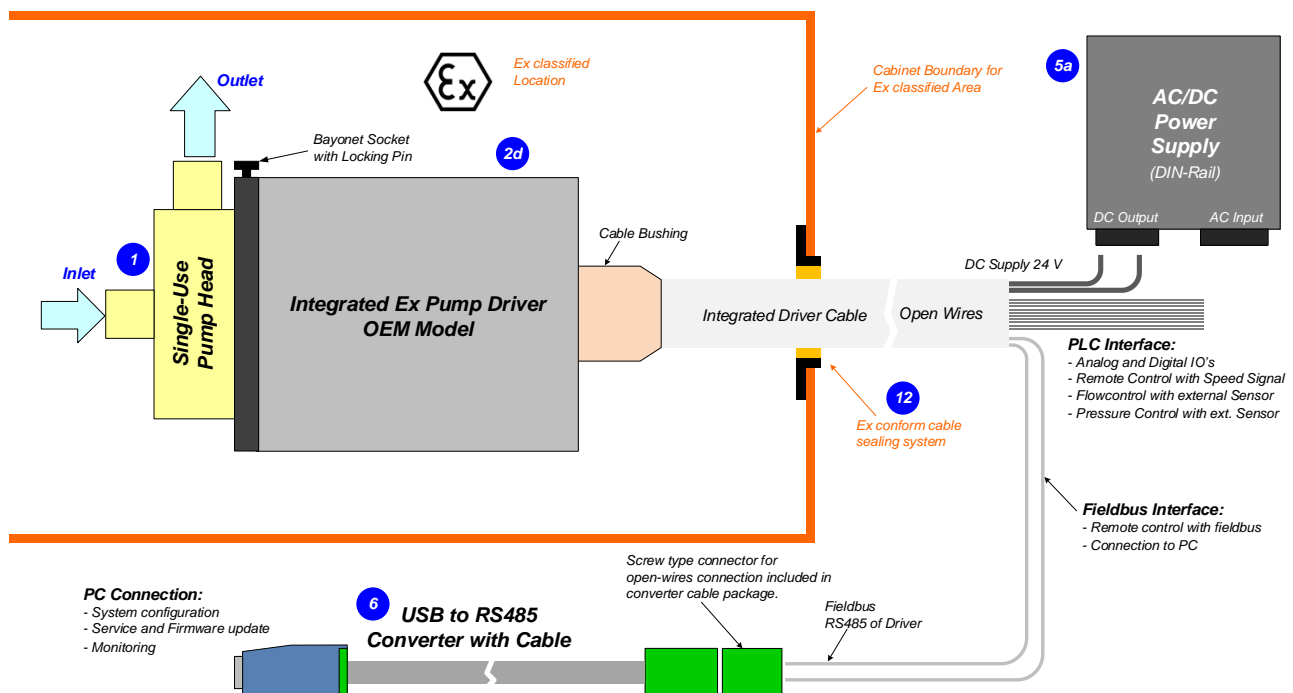 Outlet
Ex
Ex classified
Location
Cabinet Boundary for
Ex classified Area
5a
AC/DC
Power
Supply
(DIN-Rail)
DC Output
AC Input
Bayonet Socket
with Locking Pin
2d
1
Inlet
Single-Use
Pump Head
Integrated Ex Pump Driver
OEM Model
Cable Bushing
Integrated Driver Cable
Open Wires
DC Supply 24 V
PLC Interface:
- Analog and Digital IO's
- Remote Control with Speed Signal
- Flowcontrol with external Sensor
- Pressure Control with ext. Sensor
12
Ex conform cable
sealing system
Fieldbus Interface:
- Remote control with fieldbus
- Connection to PC
Screw type connector for
open-wires connection included in
converter cable package.
PC Connection:
- System configuration
- Service and Firmware update
- Monitoring
6
USB to RS485
Converter with Cable
Fieldbus
RS485 of Driver